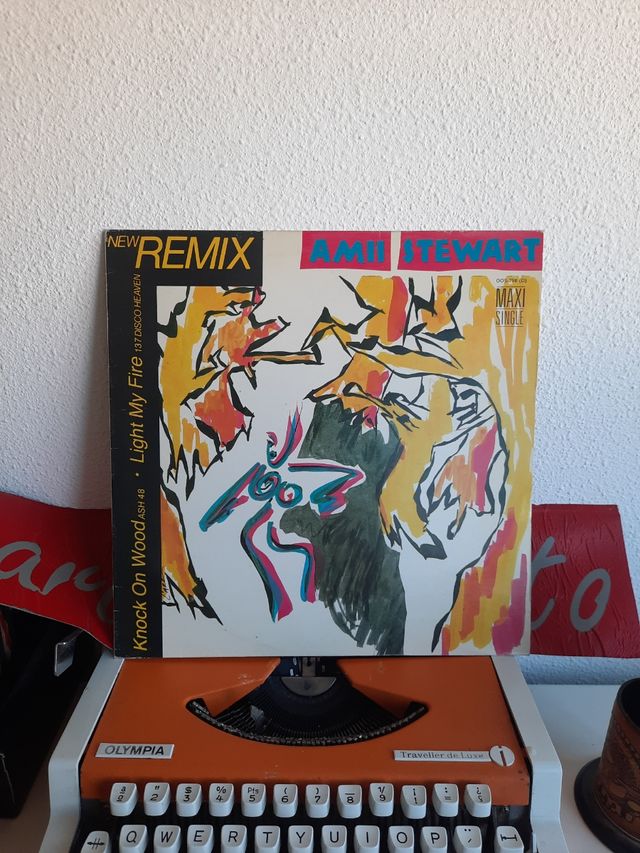 NEW REMIX
AMII STEWART
MAXI
SINGLE
Knock On Wood ASH 48 • Light My Fire 137 DISCO HEAVEN
to
OLYMPIA
Traveller de Luxe
Q W E R T Y U I O P